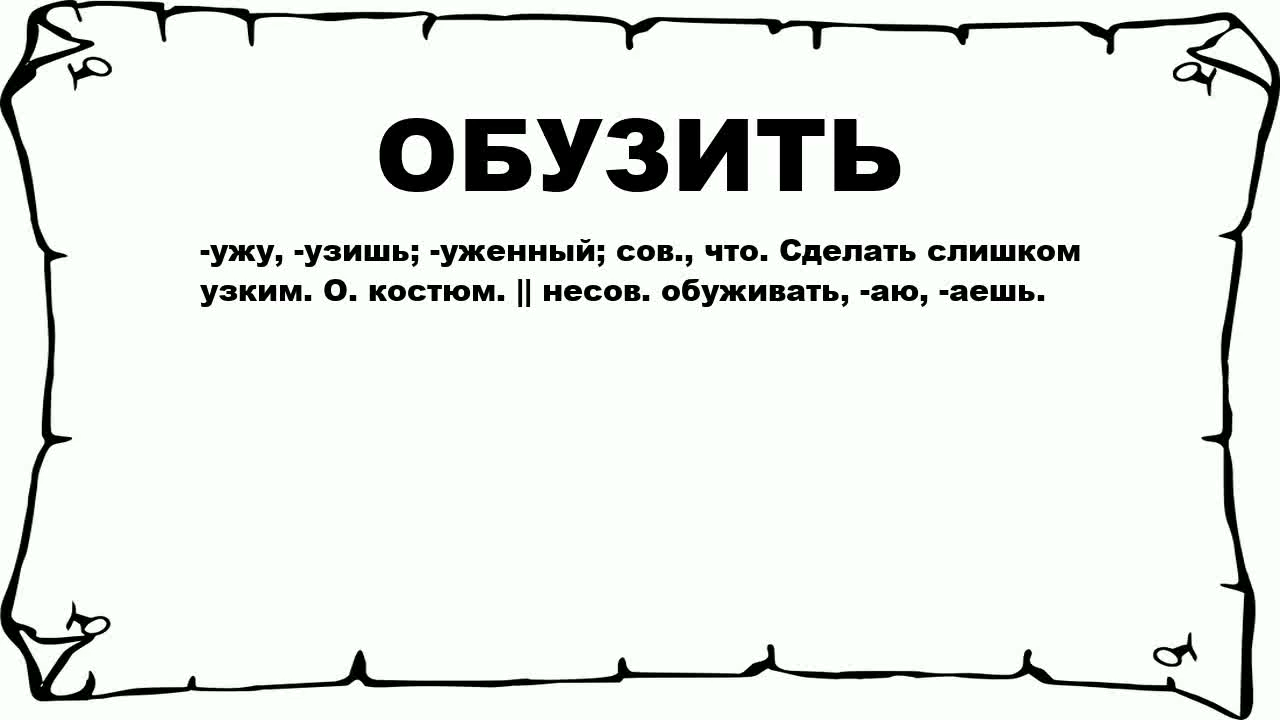 ОБУЗИТЬ
-ужу, -узишь; -уженный; сов., что. Сделать слишком
узким. О. костюм. || несов. обуживать, -аю, -аешь.